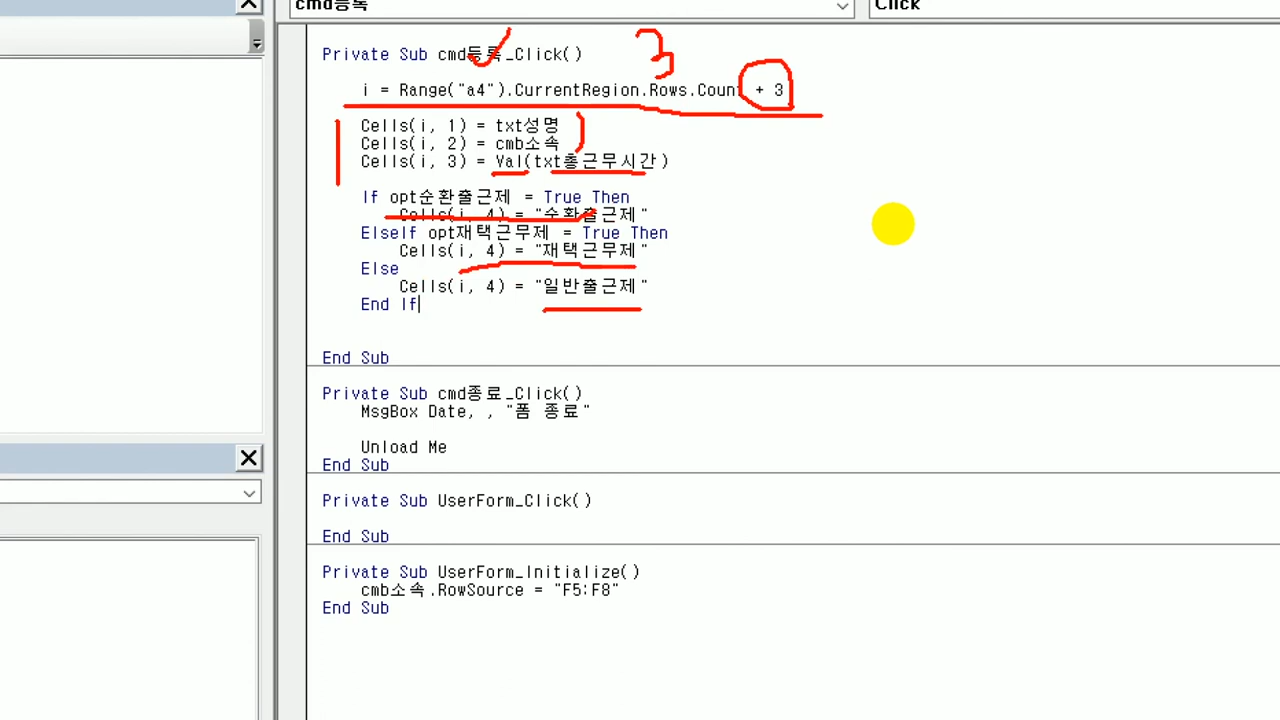 cmd등록
Click
Private Sub cmd등록_Click()
3
i = Range("a4").CurrentRegion.Rows.Count + 3
Cells(i, 1) = txt성명
Cells(i, 2) = cmb소속
Cells(i, 3) = Val(txt총근무시간)
If opt순환출근제 = True Then
Cells(i, 4) = "순환출근제"
ElseIf opt재택근무제 = True Then
Cells(i, 4) = "재택근무제"
Else
Cells(i, 4) = "일반출근제"
End If
End Sub
Private Sub cmd종료_Click()
MsgBox Date, , "폼 종료"
Unload Me
End Sub
Private Sub UserForm_Click()
End Sub
Private Sub UserForm_Initialize()
cmb소속.RowSource = "F5:F8"
End Sub